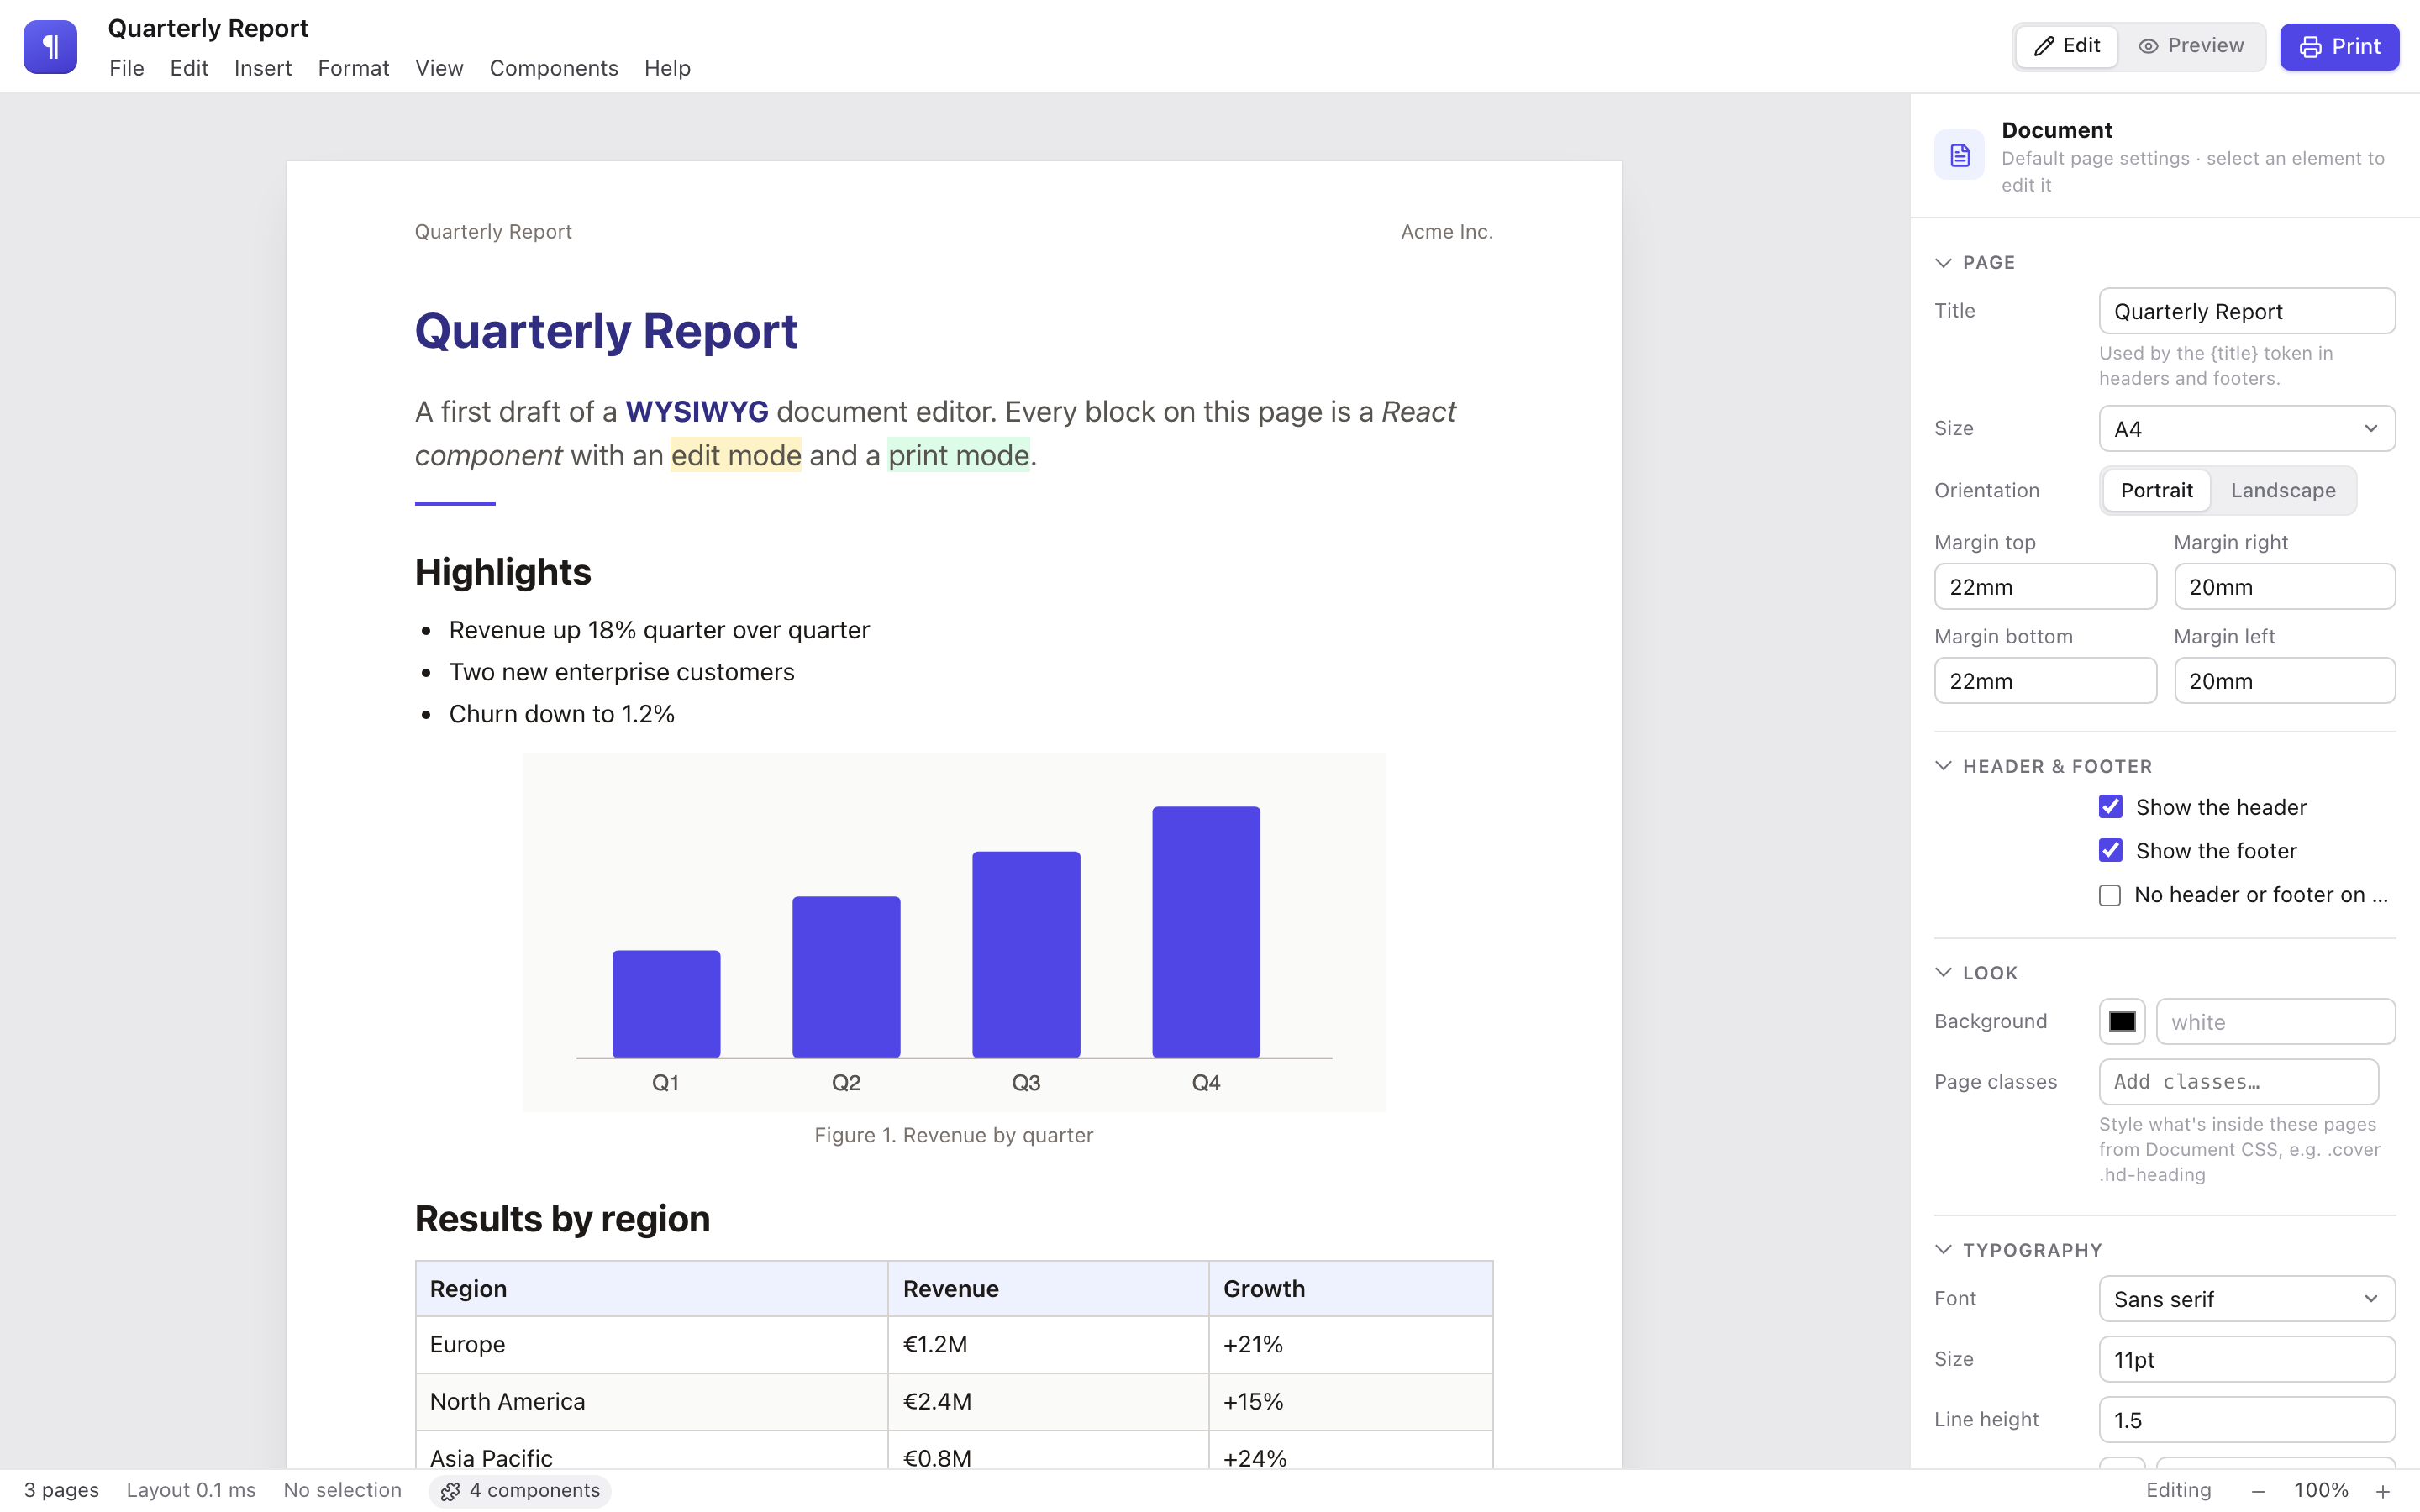 ¶
Quarterly Report
File Edit Insert Format View Components Help
Edit Preview Print
Quarterly Report Acme Inc.
Quarterly Report
A first draft of a WYSIWYG document editor. Every block on this page is a React
component with an edit mode and a print mode.
Highlights
• Revenue up 18% quarter over quarter
• Two new enterprise customers
• Churn down to 1.2%
Q1 Q2 Q3 Q4
Figure 1. Revenue by quarter
Results by region
Region Revenue Growth
Europe €1.2M +21%
North America €2.4M +15%
Asia Pacific €0.8M +24%
Document
Default page settings · select an element to
edit it
PAGE
Title Quarterly Report
Used by the {title} token in
headers and footers.
Size A4
Orientation Portrait Landscape
Margin top Margin right
22mm 20mm
Margin bottom Margin left
22mm 20mm
HEADER & FOOTER
Show the header
Show the footer
No header or footer on ...
LOOK
Background white
Page classes Add classes…
Style what's inside these pages
from Document CSS, e.g. .cover
.hd-heading
TYPOGRAPHY
Font Sans serif
Size 11pt
Line height 1.5
3 pages Layout 0.1 ms No selection 4 components Editing − 100% +